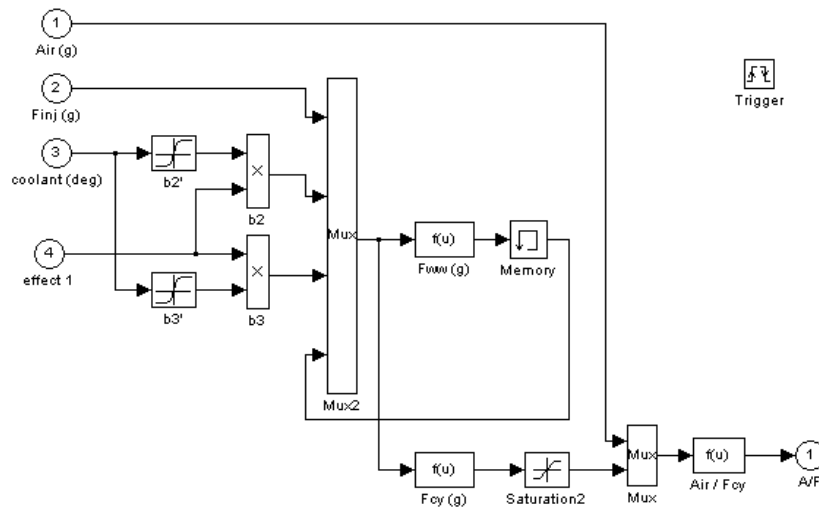 1
Air (g)
2
Finj (g)
Trigger
3
coolant (deg)
b2'
×
b2
4
effect 1
b3'
×
b3
Mux
Mux2
f(u)
Fww (g)
Memory
f(u)
Fcy (g)
Saturation2
Mux
Mux
f(u)
Air / Fcy
1
A/F